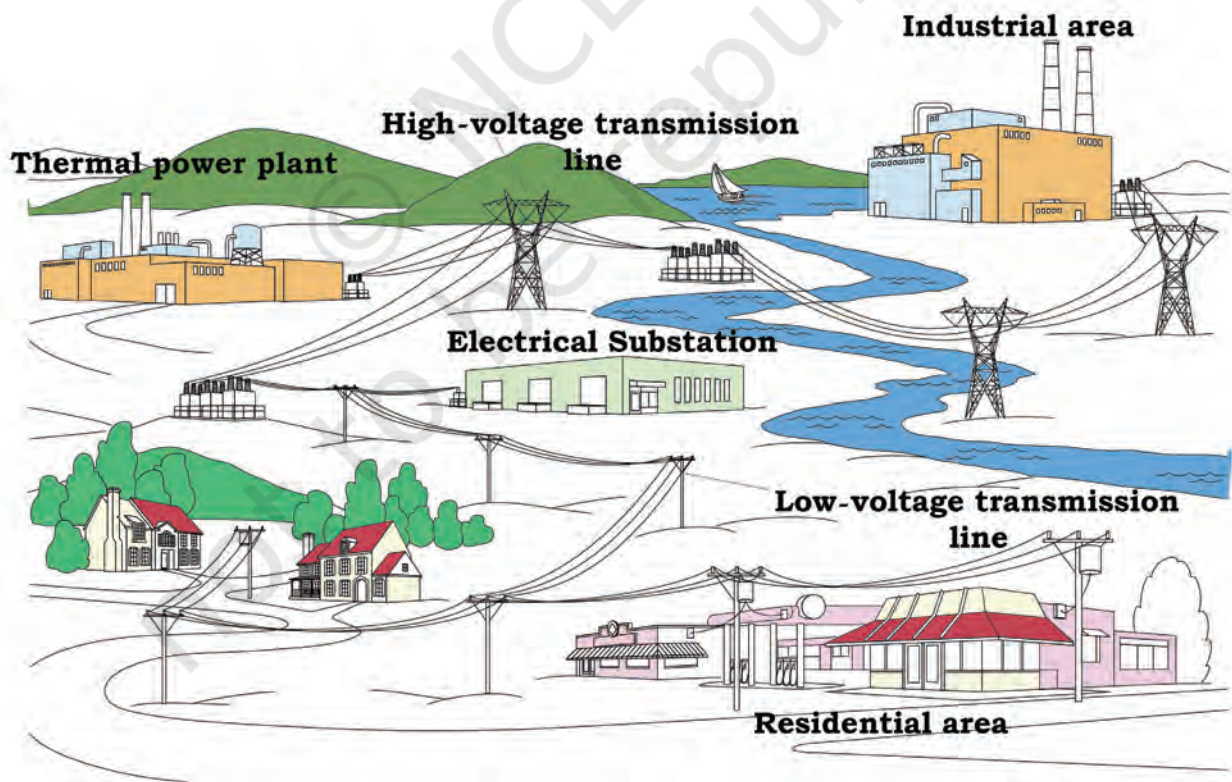 Industrial area
High-voltage transmission
line
Thermal power plant
Electrical Substation
Low-voltage transmission
line
Residential area